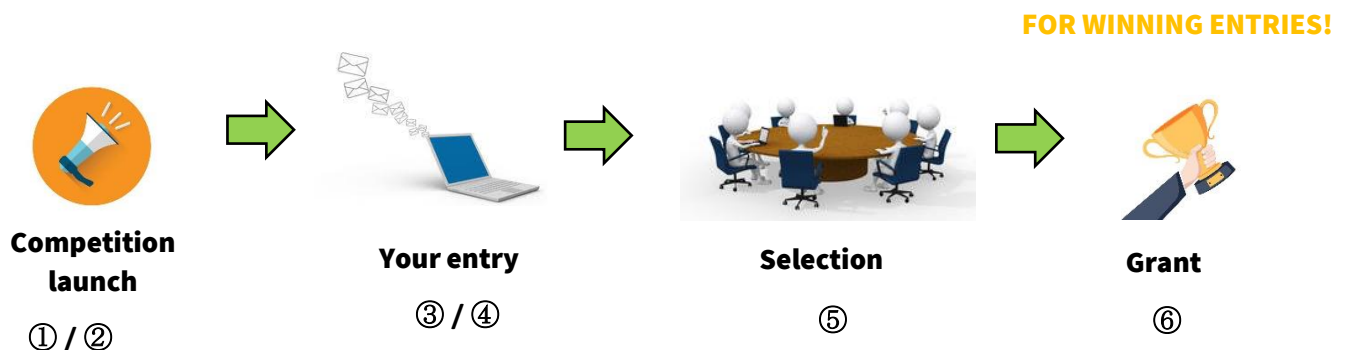 FOR WINNING ENTRIES!
Competition
launch
① / ②
Your entry
③ / ④
Selection
⑤
Grant
⑥